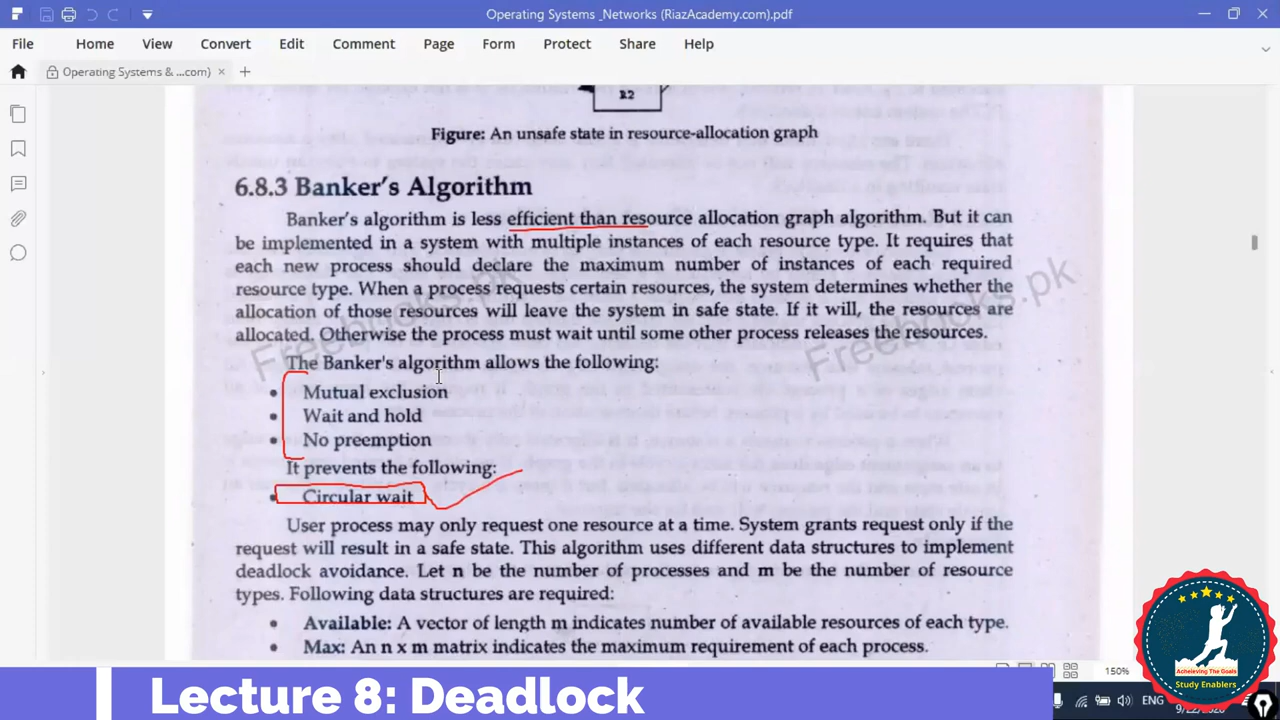 Operating Systems _Networks (RiazAcademy.com).pdf
File Home View Convert Edit Comment Page Form Protect Share Help
Operating Systems & ...com)
Figure: An unsafe state in resource-allocation graph
6.8.3 Banker's Algorithm
Banker's algorithm is less efficient than resource allocation graph algorithm. But it can
be implemented in a system with multiple instances of each resource type. It requires that
each new process should declare the maximum number of instances of each required
resource type. When a process requests certain resources, the system determines whether the
allocation of those resources will leave the system in safe state. If it will, the resources are
allocated. Otherwise the process must wait until some other process releases the resources.
Freebooks.pk
Freebooks.pk
The Banker's algorithm allows the following:
• Mutual exclusion
• Wait and hold
• No preemption
It prevents the following:
• Circular wait
User process may only request one resource at a time. System grants request only if the
request will result in a safe state. This algorithm uses different data structures to implement
deadlock avoidance. Let n be the number of processes and m be the number of resource
types. Following data structures are required:
• Available: A vector of length m indicates number of available resources of each type.
• Max: An n x m matrix indicates the maximum requirement of each process.
150%
Lecture 8: Deadlock
ENG
Acheieving The Goals
Study Enablers